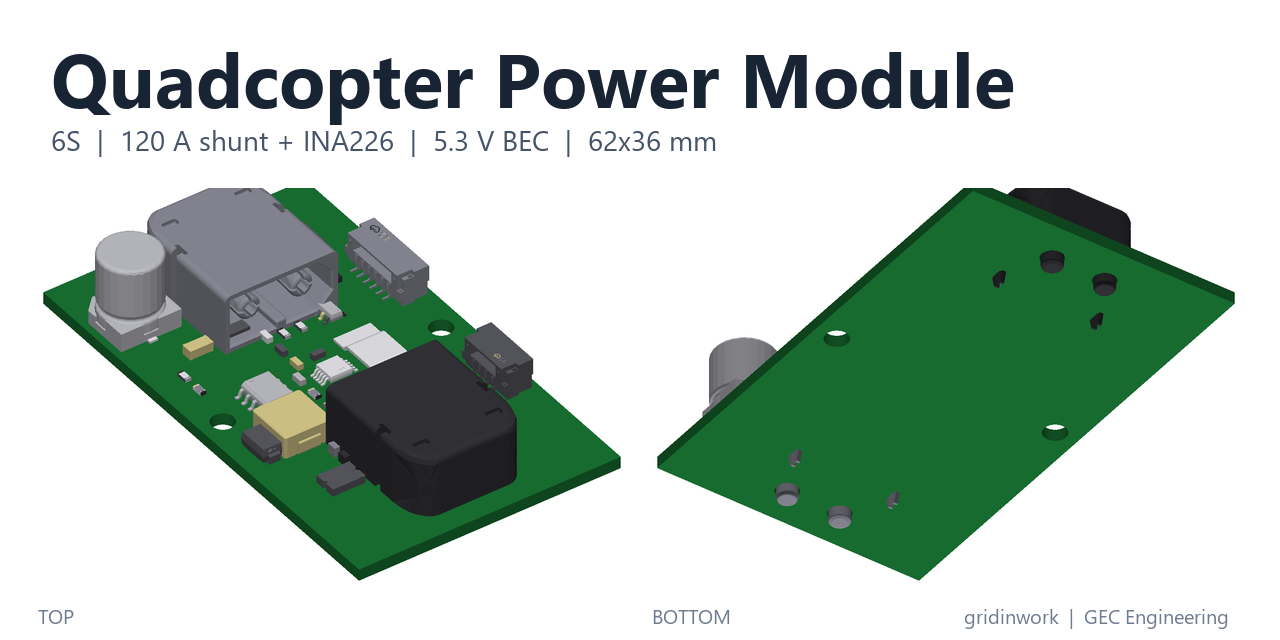 Quadcopter Power Module
6S | 120 A shunt + INA226 | 5.3 V BEC | 62x36 mm
TOP
BOTTOM
gridinwork | GEC Engineering